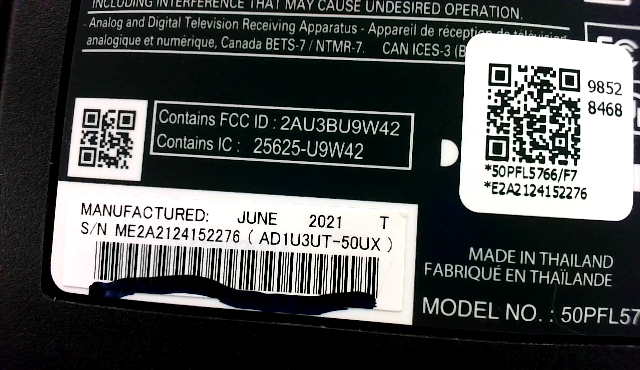 INCLUDING INTERFERENCE THAT MAY CAUSE UNDESIRED OPERATION.
- Analog and Digital Television Receiving Apparatus - Appareil de réception de télévision
analogique et numérique, Canada BETS-7 / NTMR-7. CAN ICES-3 (B
9852
8468
Contains FCC ID : 2AU3BU9W42
Contains IC : 25625-U9W42
*50PFL5766/F7
*E2A2124152276
MANUFACTURED: JUNE 2021 T
S/N ME2A2124152276 ( AD1U3UT-50UX )
MADE IN THAILAND
FABRIQUÉ EN THAÏLANDE
MODEL NO. : 50PFL57